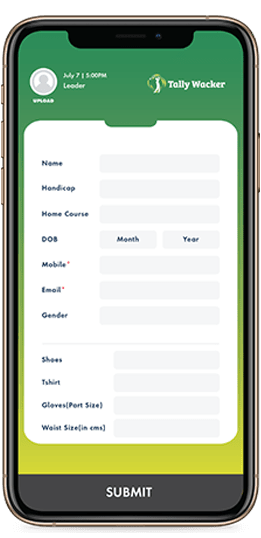 July 7 | 5:00PM
Leader
Tally Wacker
UPLOAD
Name
Handicap
Home Course
DOB Month Year
Mobile*
Email*
Gender
Shoes
Tshirt
Gloves(Port Size)
Waist Size(in cms)
SUBMIT